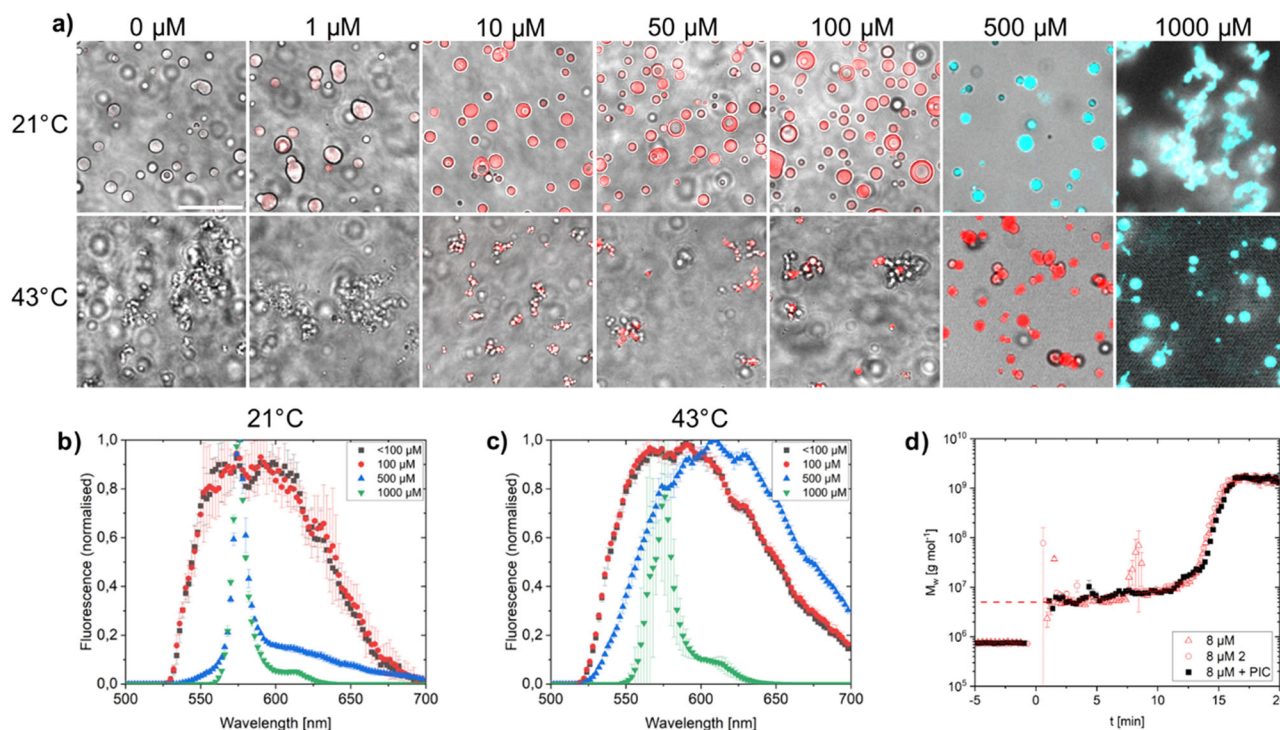 a) 0 µM 1 µM 10 µM 50 µM 100 µM 500 µM 1000 µM
21°C
43°C
b) 21°C
1,0
0,8
0,6
0,4
0,2
0,0
Fluorescence (normalised)
<100 µM
100 µM
500 µM
1000 µM
500 550 600 650 700
Wavelength [nm]
c) 43°C
1,0
0,8
0,6
0,4
0,2
0,0
Fluorescence (normalised)
<100 µM
100 µM
500 µM
1000 µM
500 550 600 650 700
Wavelength [nm]
d)
10¹⁰
10⁹
10⁸
10⁷
10⁶
10⁵
Mw [g mol⁻¹]
8 µM
8 µM 2
8 µM + PIC
-5 0 5 10 15 20
t [min]